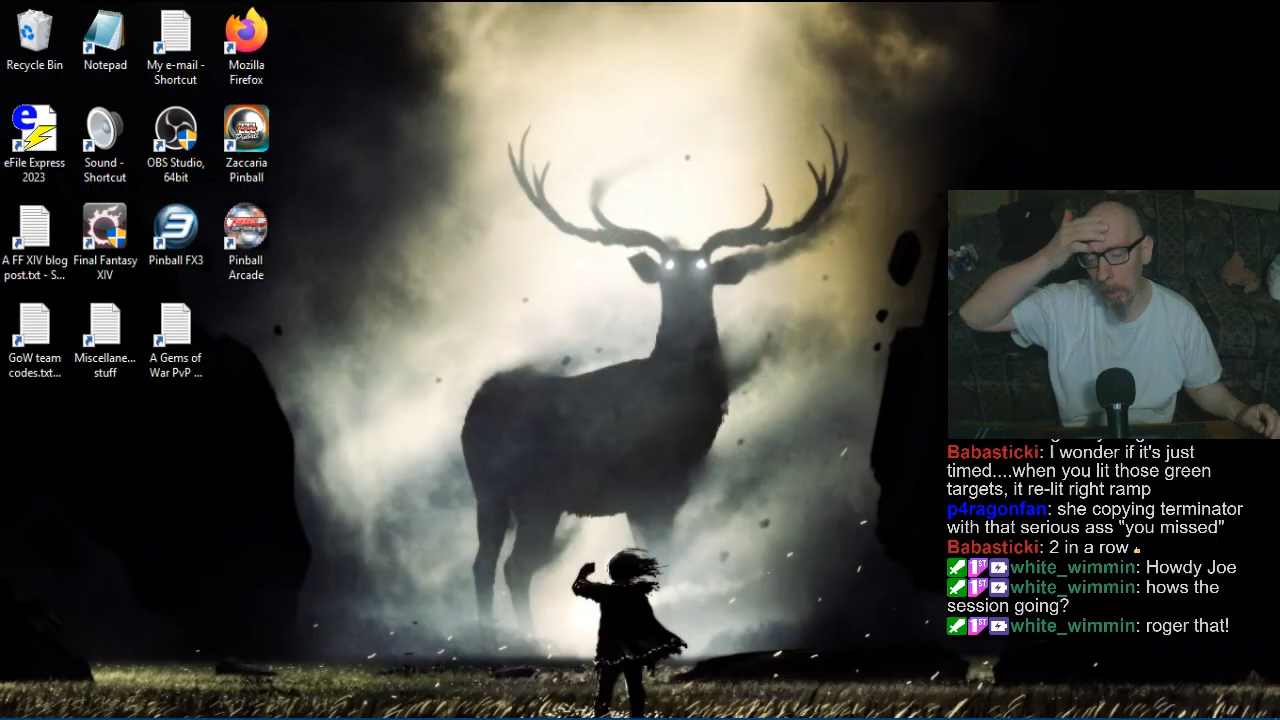 Recycle Bin
Notepad
My e-mail -
Shortcut
Mozilla
Firefox
eFile Express
2023
Sound -
Shortcut
OBS Studio,
64bit
Zaccaria
Pinball
A FF XIV blog
post.txt - S...
Final Fantasy
XIV
Pinball FX3
Pinball
Arcade
GoW team
codes.txt...
Miscellane...
stuff
A Gems of
War PvP ...
Babasticki: I wonder if it's just
timed....when you lit those green
targets, it re-lit right ramp
p4ragonfan: she copying terminator
with that serious ass "you missed"
Babasticki: 2 in a row
white_wimmin: Howdy Joe
white_wimmin: hows the
session going?
white_wimmin: roger that!